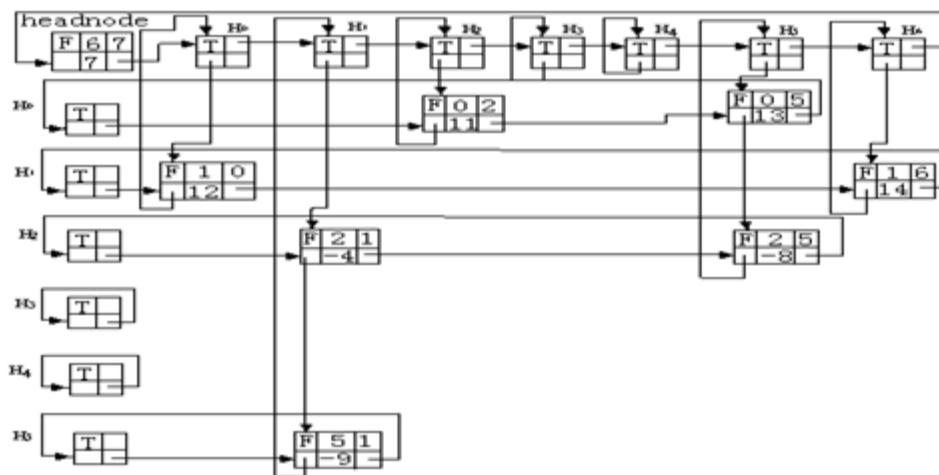 headnode
F 6 7
7
T H0
T H1
T H2
T H3
T H4
T H5
T H6
H0 T
F 0 2
11
F 0 5
13
H1 T
F 1 0
12
F 1 6
14
H2 T
F 2 1
-4
F 2 5
-8
H3 T
H4 T
H5 T
F 5 1
-9